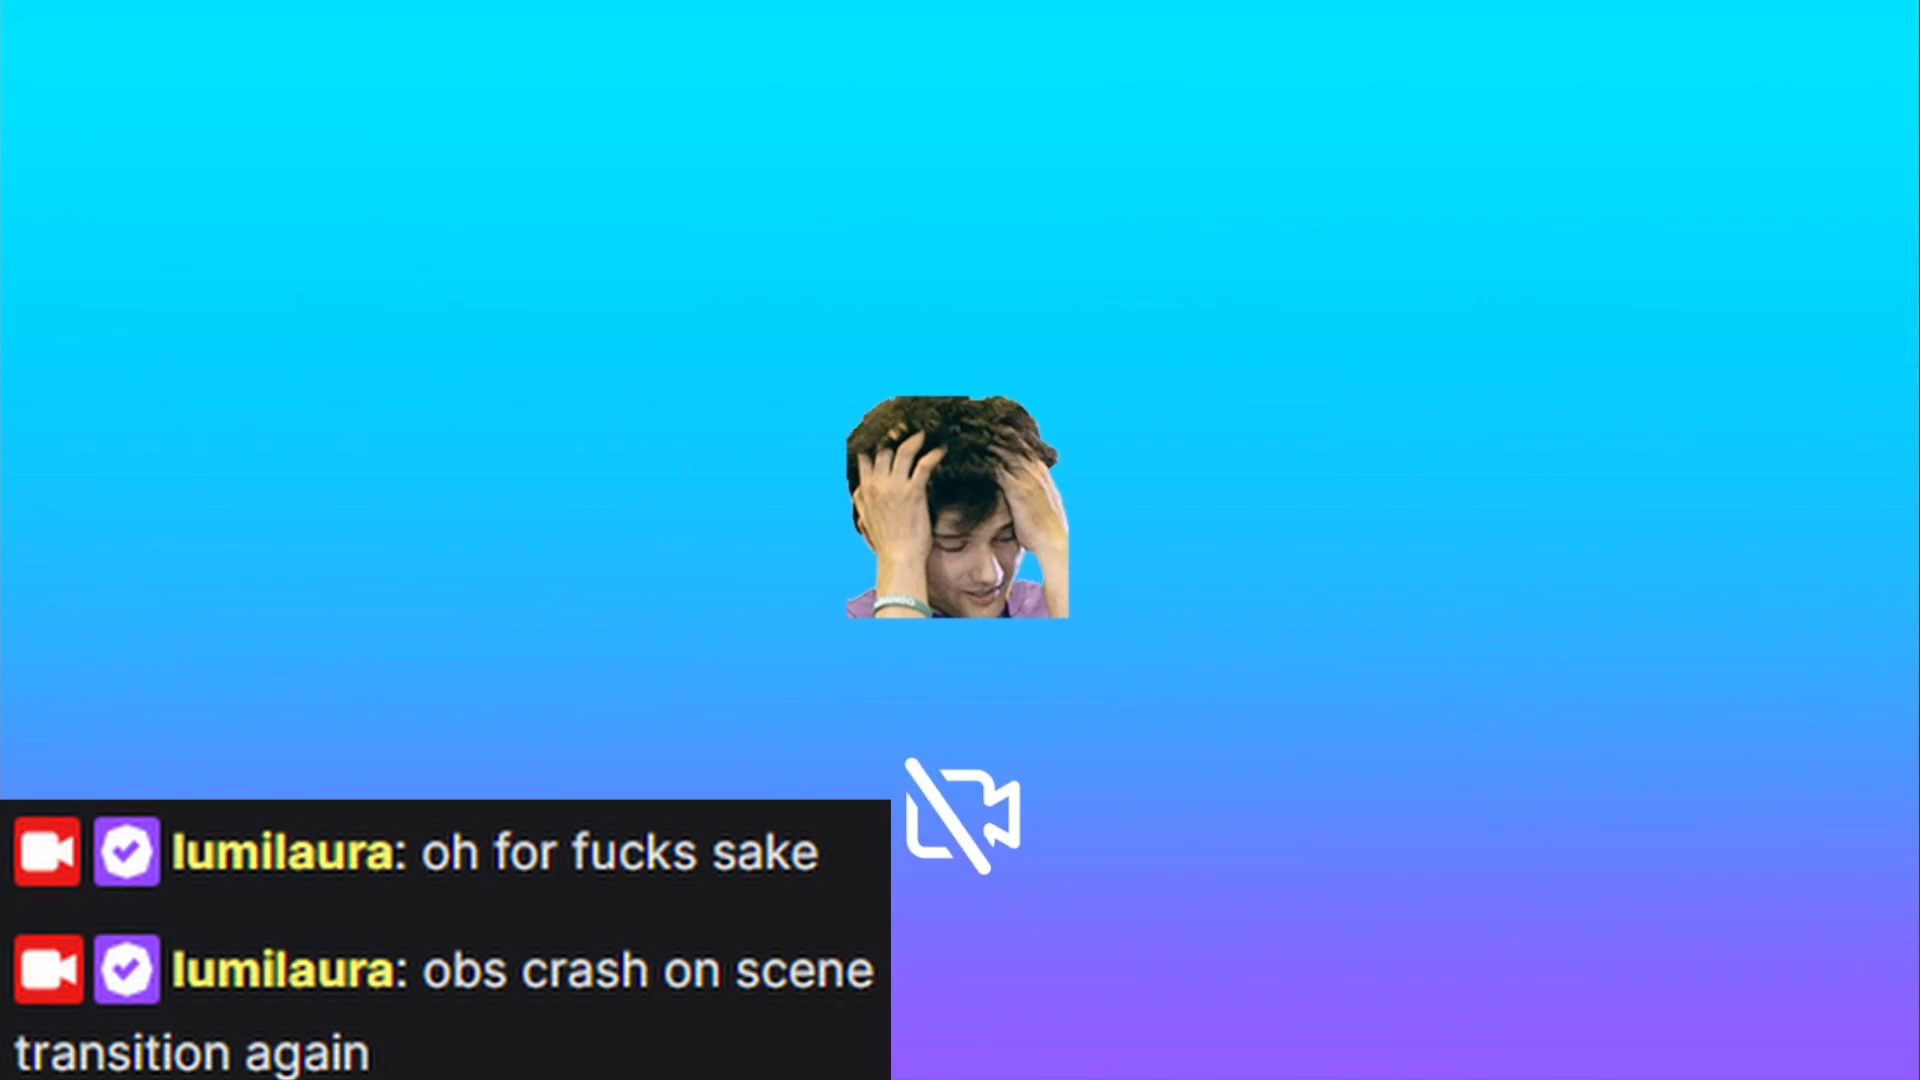 lumilaura: oh for fucks sake
lumilaura: obs crash on scene
transition again